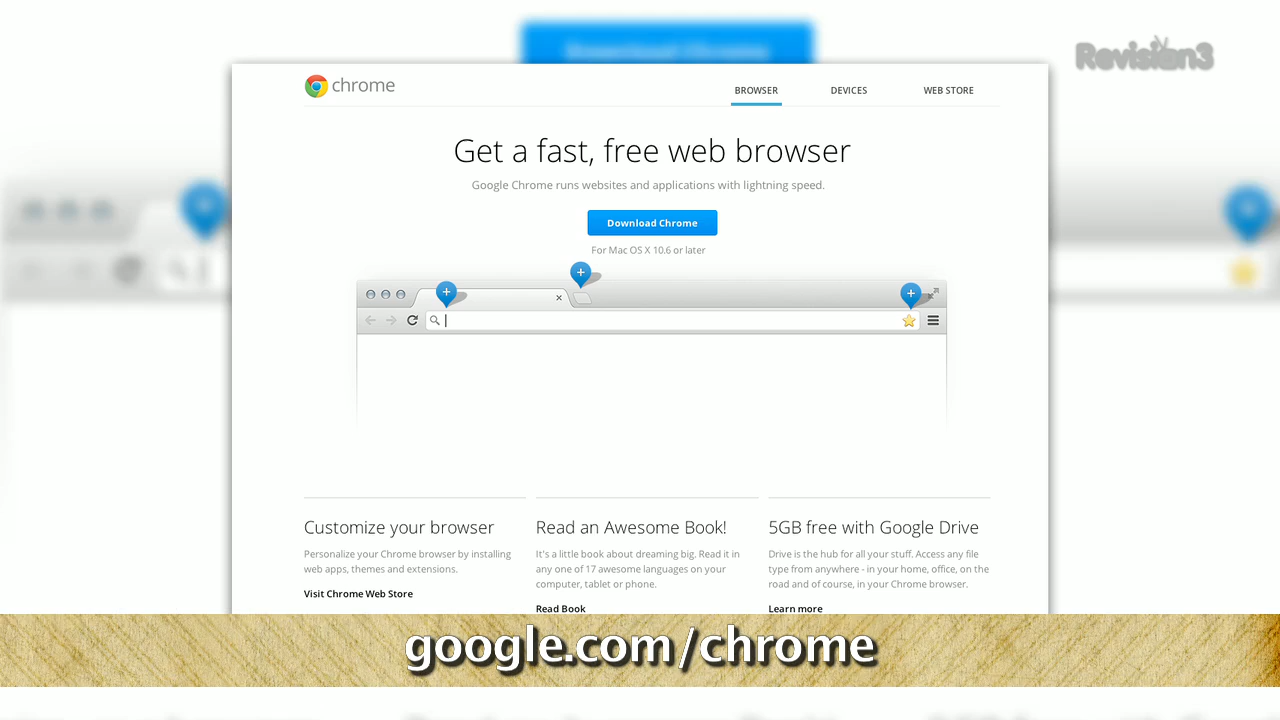 Download Chrome
Revision3
chrome
BROWSER DEVICES WEB STORE
Get a fast, free web browser
Google Chrome runs websites and applications with lightning speed.
Download Chrome
For Mac OS X 10.6 or later
Customize your browser
Personalize your Chrome browser by installing
web apps, themes and extensions.
Visit Chrome Web Store
Read an Awesome Book!
It's a little book about dreaming big. Read it in
any one of 17 awesome languages on your
computer, tablet or phone.
Read Book
5GB free with Google Drive
Drive is the hub for all your stuff. Access any file
type from anywhere - in your home, office, on the
road and of course, in your Chrome browser.
Learn more
google.com/chrome